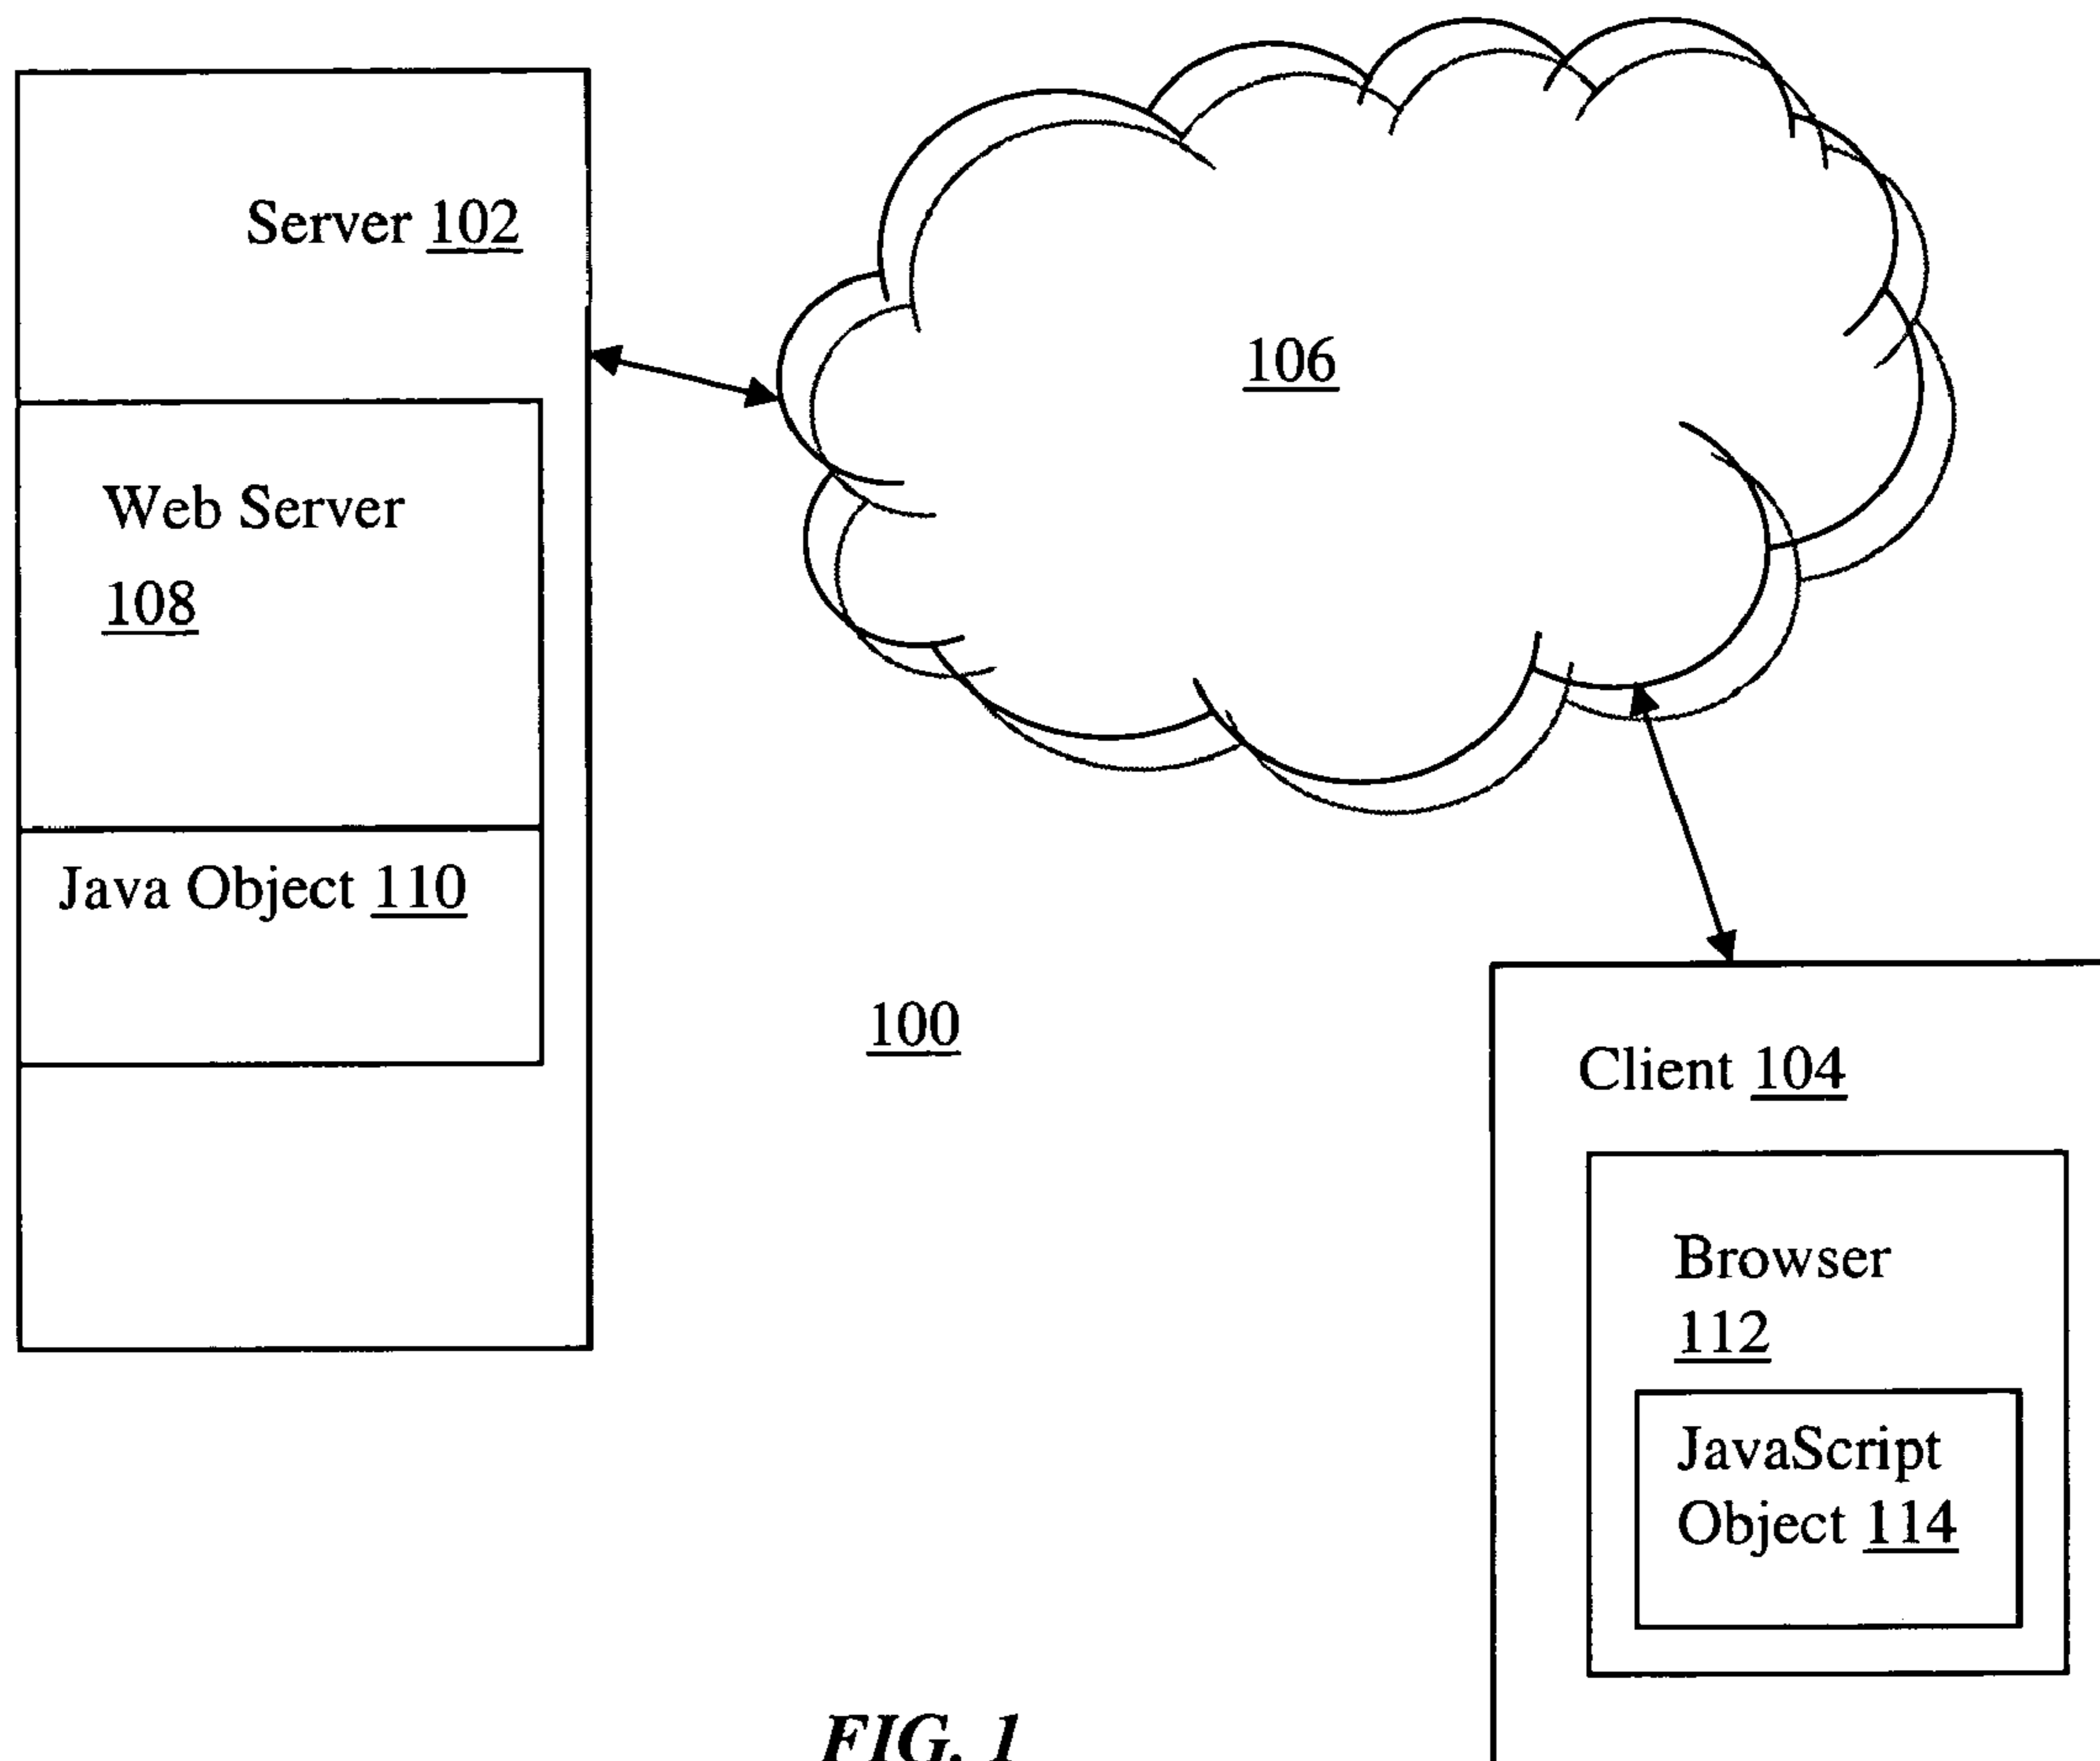 Server 102
106
Web Server
108
Java Object 110
100
Client 104
Browser
112
JavaScript
Object 114
FIG. 1